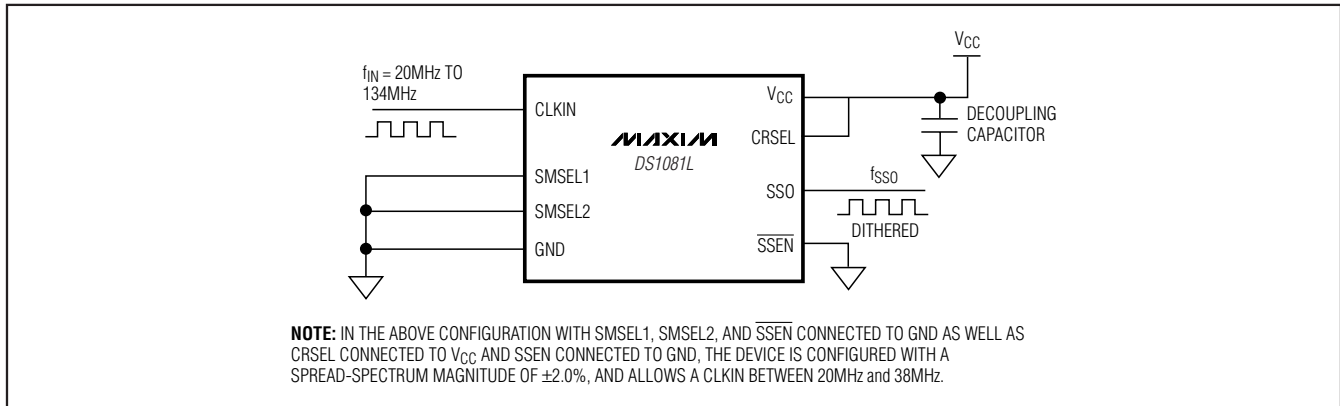 V_CC
f_IN = 20MHz TO
134MHz
CLKIN
V_CC
CRSEL
DECOUPLING
CAPACITOR
MAXIM
DS1081L
SMSEL1
SSO
f_SSO
SMSEL2
DITHERED
GND
S̅S̅E̅N̅
NOTE: IN THE ABOVE CONFIGURATION WITH SMSEL1, SMSEL2, AND S̅S̅E̅N̅ CONNECTED TO GND AS WELL AS
CRSEL CONNECTED TO V_CC AND SSEN CONNECTED TO GND, THE DEVICE IS CONFIGURED WITH A
SPREAD-SPECTRUM MAGNITUDE OF ±2.0%, AND ALLOWS A CLKIN BETWEEN 20MHz and 38MHz.